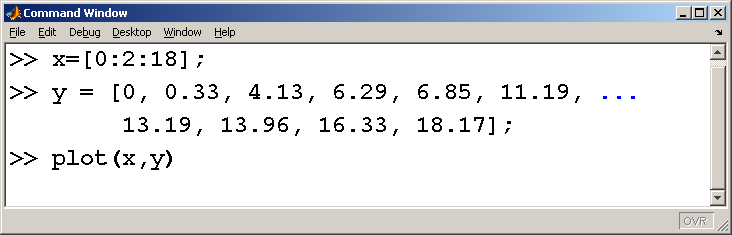 Command Window
File Edit Debug Desktop Window Help
>> x=[0:2:18];
>> y = [0, 0.33, 4.13, 6.29, 6.85, 11.19, ...
13.19, 13.96, 16.33, 18.17];
>> plot(x,y)
OVR